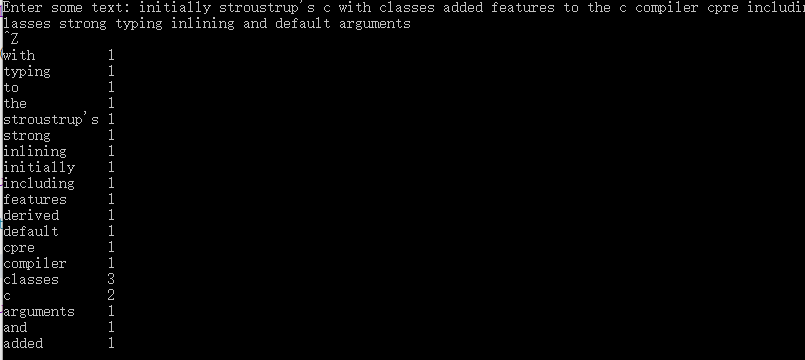 Enter some text: initially stroustrup's c with classes added features to the c compiler cpre includin
lasses strong typing inlining and default arguments
^Z
with 1
typing 1
to 1
the 1
stroustrup's 1
strong 1
inlining 1
initially 1
including 1
features 1
derived 1
default 1
cpre 1
compiler 1
classes 3
c 2
arguments 1
and 1
added 1